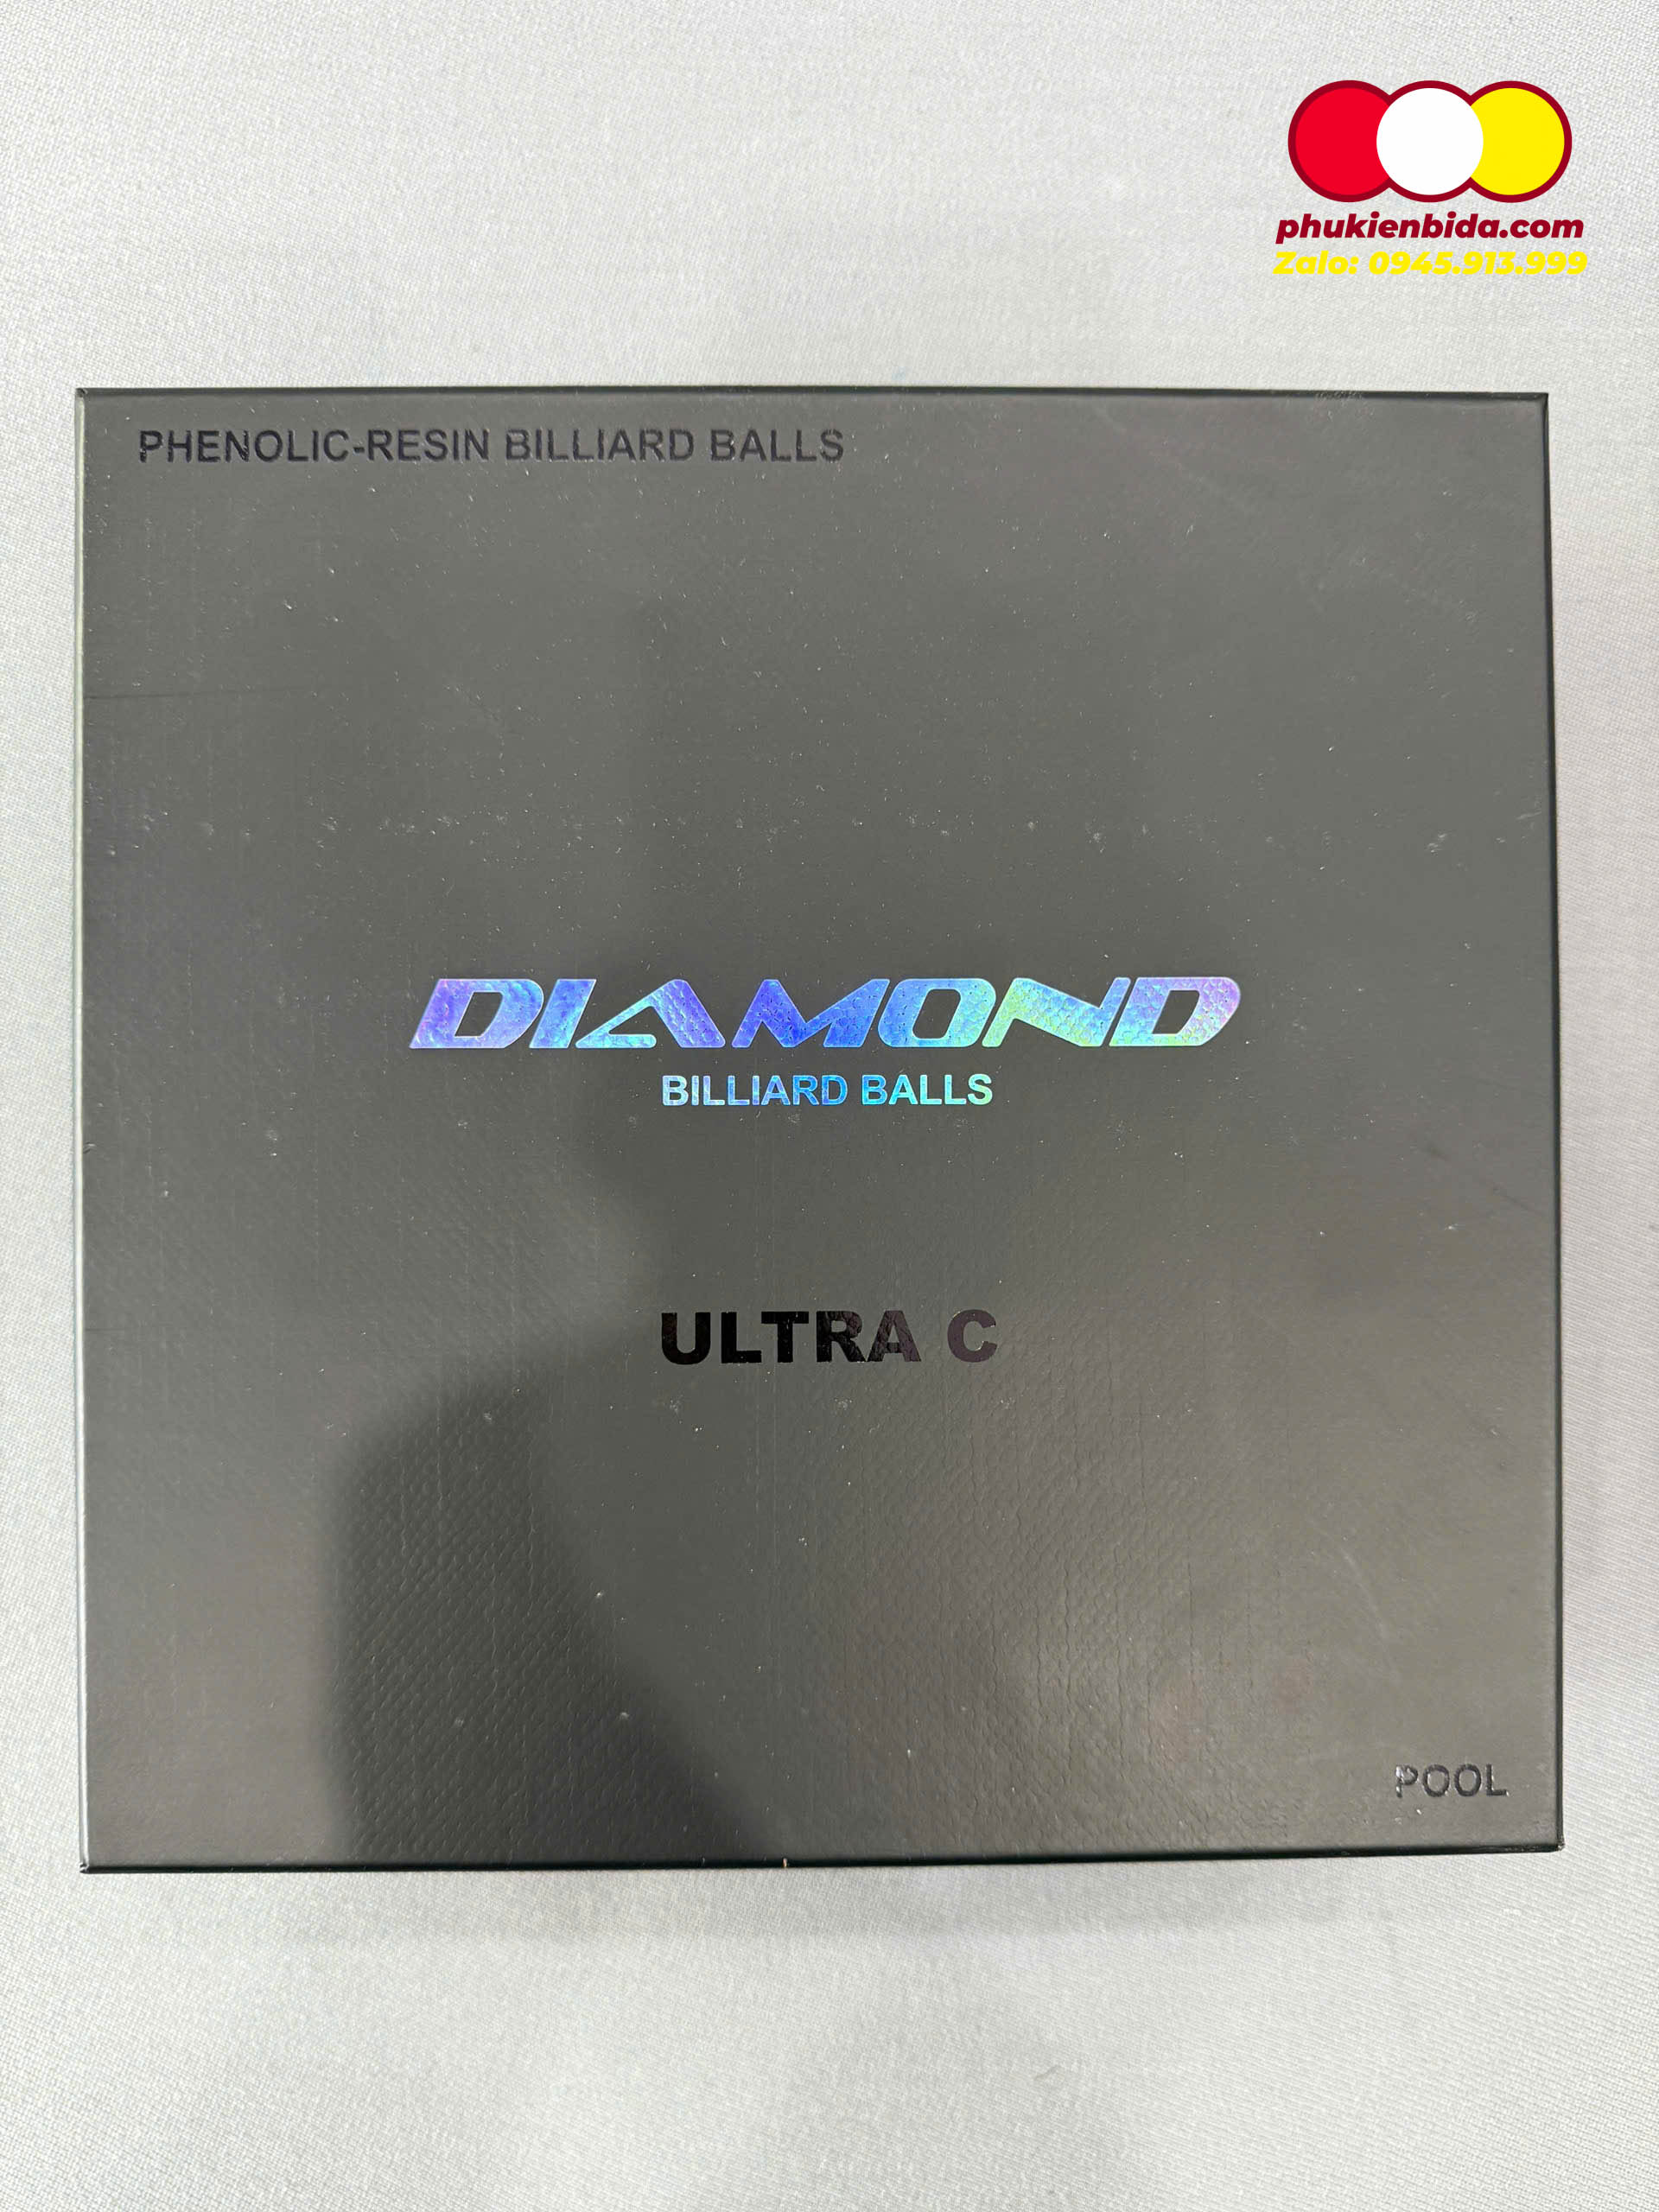 phukienbida.com
Zalo: 0945.913.999
PHENOLIC-RESIN BILLIARD BALLS
DIAMOND
BILLIARD BALLS
ULTRA C
POOL